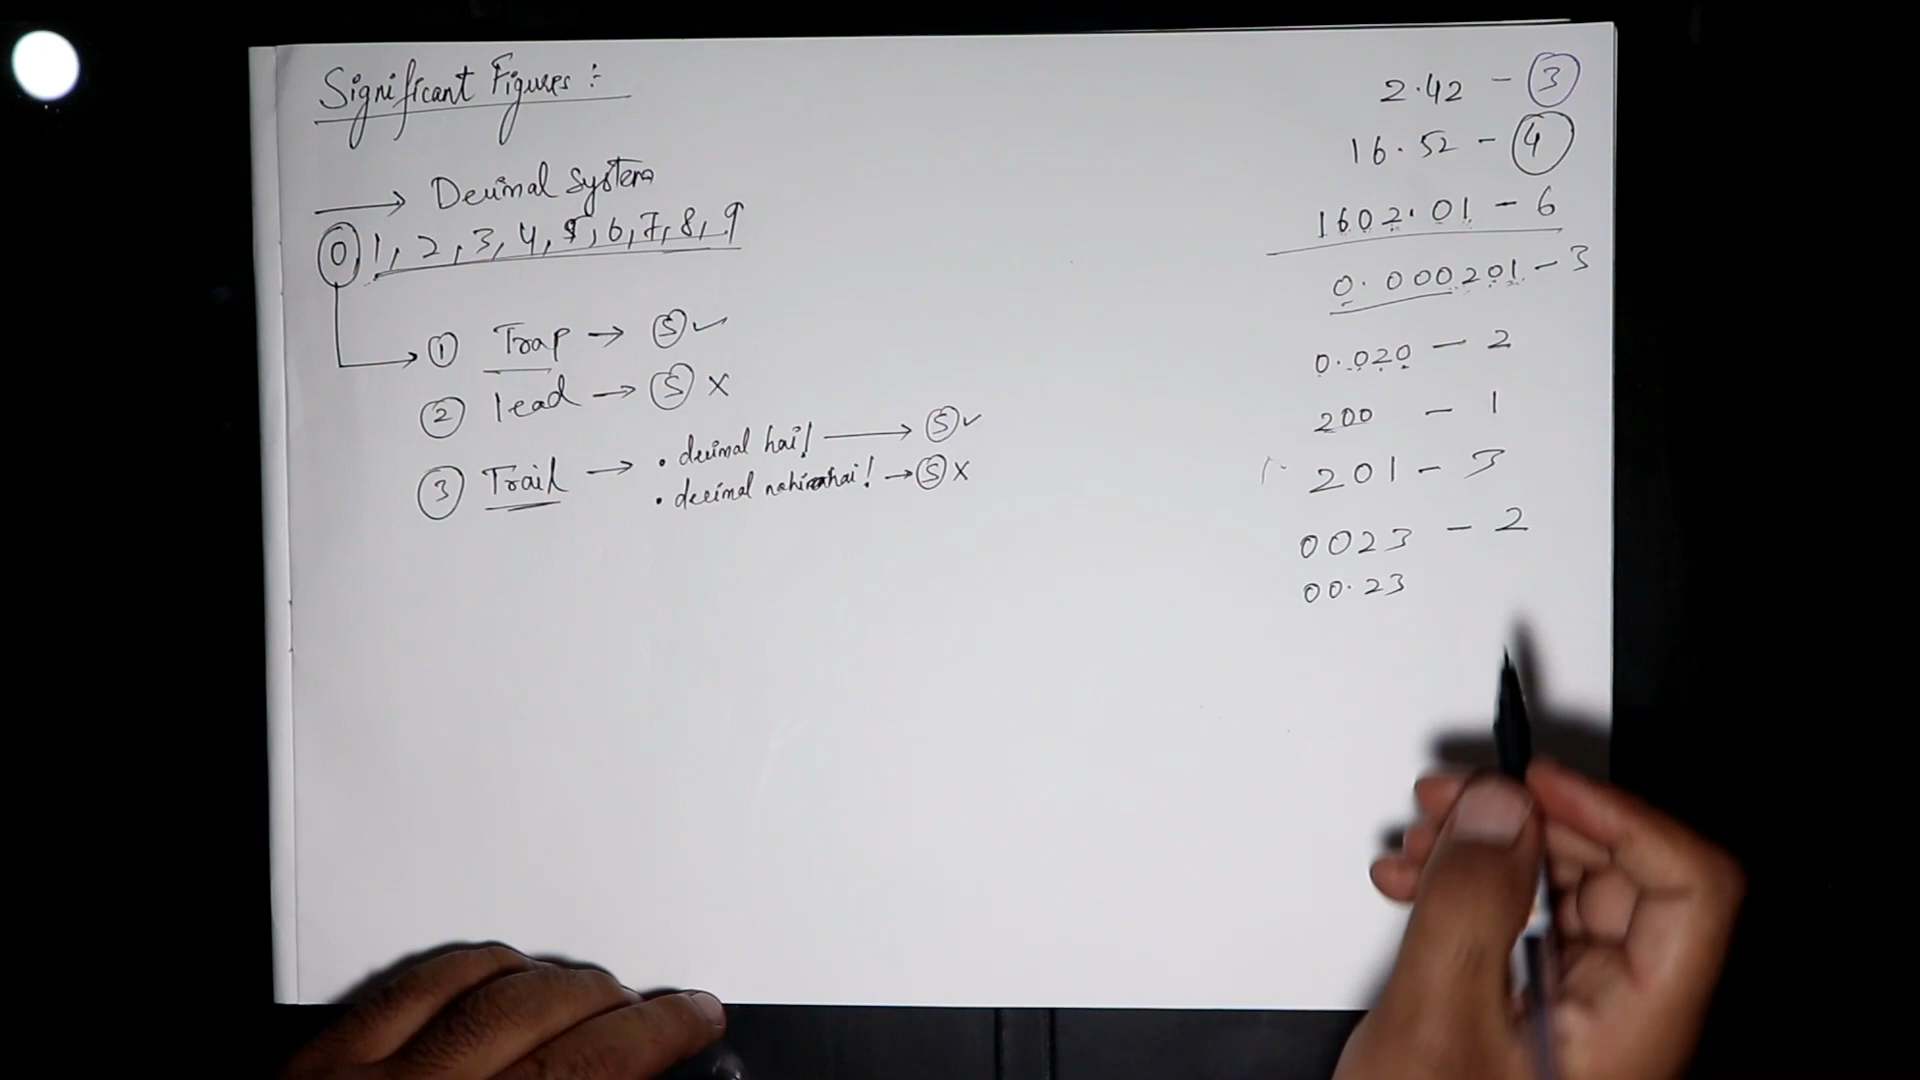 Significant Figures :-
→ Decimal System
0, 1, 2, 3, 4, 5, 6, 7, 8, 9
① Trap → Ⓢ ✓
② lead → Ⓢ X
③ Trail → • decimal hai! → Ⓢ ✓
• decimal nahi hai! → Ⓢ X
2.42 - ③
16.52 - ④
1602.01 - 6
0.000201 - 3
0.020 - 2
200 - 1
201 - 3
0023 - 2
00.23